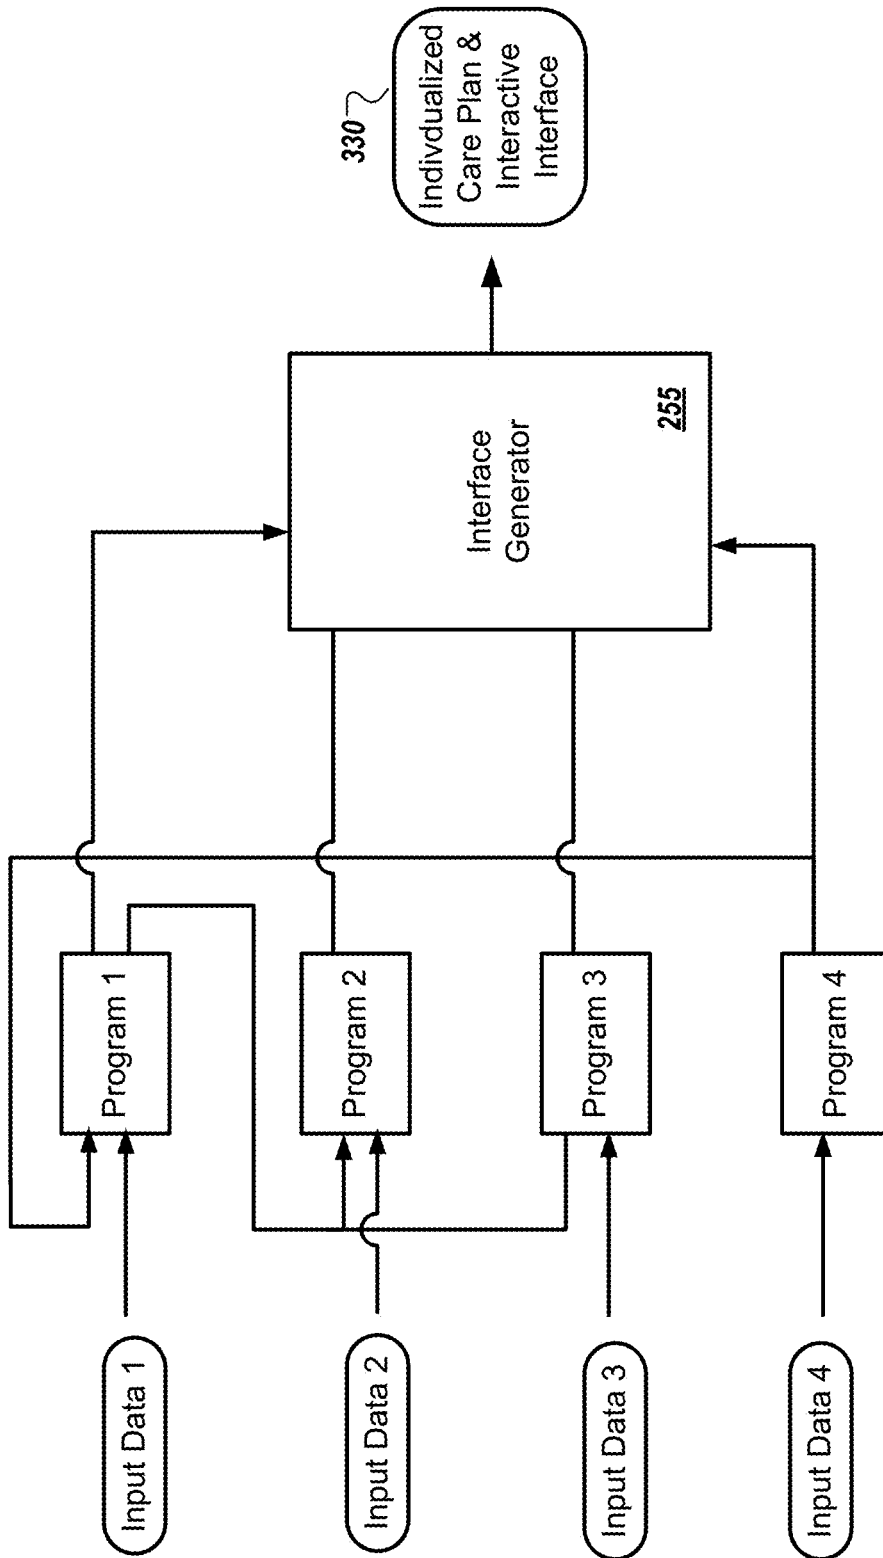 Input Data 1
Input Data 2
Input Data 3
Input Data 4
Program 1
Program 2
Program 3
Program 4
Interface
Generator
255
330
Indivdualized
Care Plan &
Interactive
Interface